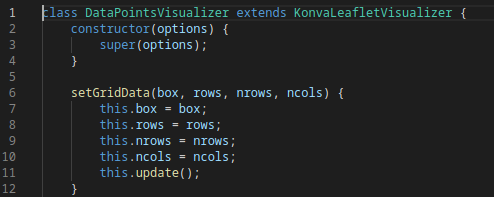 1 class DataPointsVisualizer extends KonvaLeafletVisualizer {
2 constructor(options) {
3 super(options);
4 }
5
6 setGridData(box, rows, nrows, ncols) {
7 this.box = box;
8 this.rows = rows;
9 this.nrows = nrows;
10 this.ncols = ncols;
11 this.update();
12 }